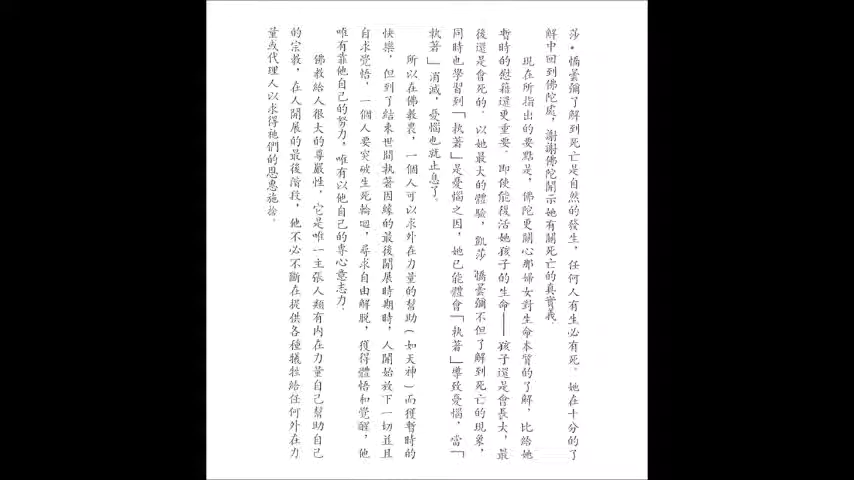 莎•憍曇彌了解到死亡是自然的發生，任何人有生必有死。她在十分的了
解中回到佛陀處，謝謝佛陀開示她有關死亡的真實義。
現在所指出的要點是，佛陀更關心那婦女對生命本質的了解，比給她
暫時的慰藉還更重要。即使能復活她孩子的生命——孩子還是會長大，最
後還是會死的。以她最大的體驗，凱莎 憍曇彌不但了解到死亡的現象，
同時也學習到「執著」是憂惱之因，她已能體會「執著」導致憂惱，當「
執著」消滅，憂惱也就止息了。
所以在佛教裏，一個人可以求外在力量的幫助（如天神）而獲暫時的
快樂，但到了結束世間執著因緣的最後開展時期時，人開始放下一切並且
自求覺悟，一個人要突破生死輪迴，尋求自由解脫，獲得體悟和覺醒，他
唯有靠他自己的努力，唯有以他自己的專心意志力。
佛教給人很大的尊嚴性，它是唯一主張人類有內在力量自己幫助自己
的宗教，在人開展的最後階段，他不必不斷在提供各種犧牲給任何外在力
量或代理人以求得祂們的恩惠施捨。